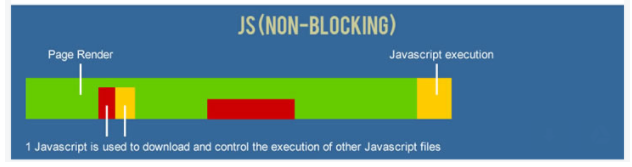 JS(NON-BLOCKING)
Page Render
Javascript execution
1 Javascript is used to download and control the execution of other Javascript files